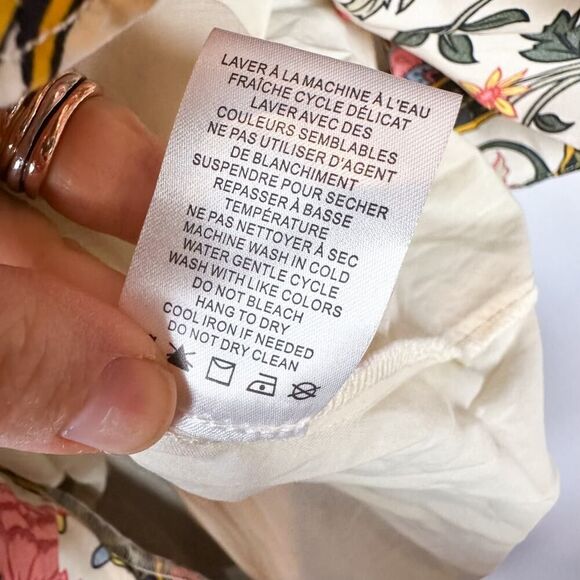 LAVER À LA MACHINE À L'EAU
FRAÎCHE CYCLE DÉLICAT
LAVER AVEC DES
COULEURS SEMBLABLES
NE PAS UTILISER D'AGENT
DE BLANCHIMENT
SUSPENDRE POUR SECHER
REPASSER À BASSE
TEMPÉRATURE
NE PAS NETTOYER À SEC
MACHINE WASH IN COLD
WATER GENTLE CYCLE
WASH WITH LIKE COLORS
DO NOT BLEACH
HANG TO DRY
COOL IRON IF NEEDED
DO NOT DRY CLEAN